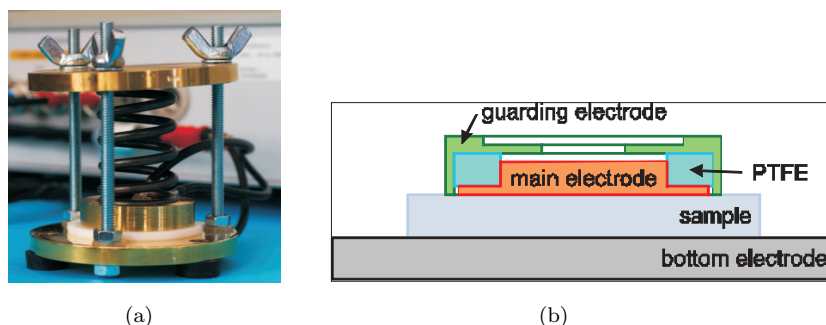 guarding electrode
PTFE
main electrode
sample
bottom electrode
(a)
(b)